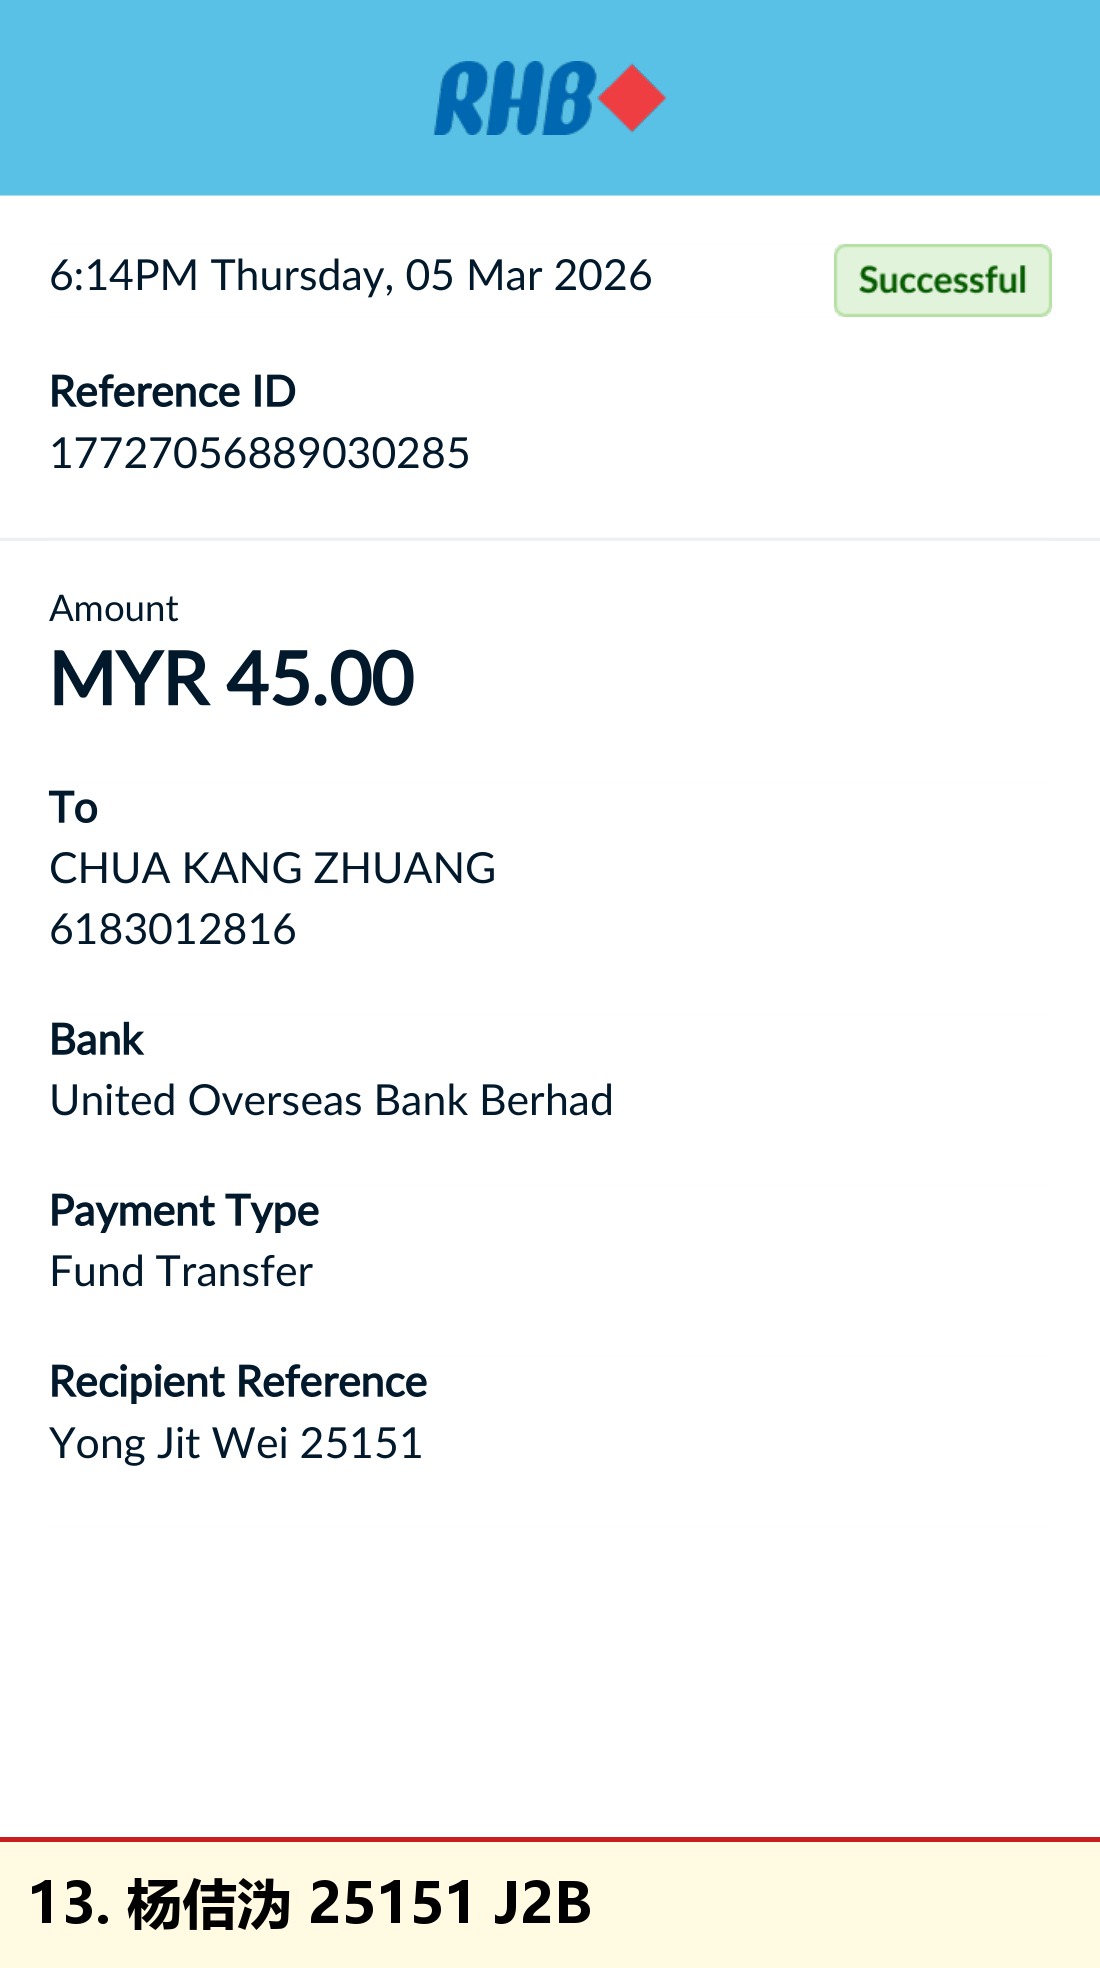 RHB
6:14PM Thursday, 05 Mar 2026
Successful
Reference ID
17727056889030285
Amount
MYR 45.00
To
CHUA KANG ZHUANG
6183012816
Bank
United Overseas Bank Berhad
Payment Type
Fund Transfer
Recipient Reference
Yong Jit Wei 25151
13. 杨佶沩 25151 J2B